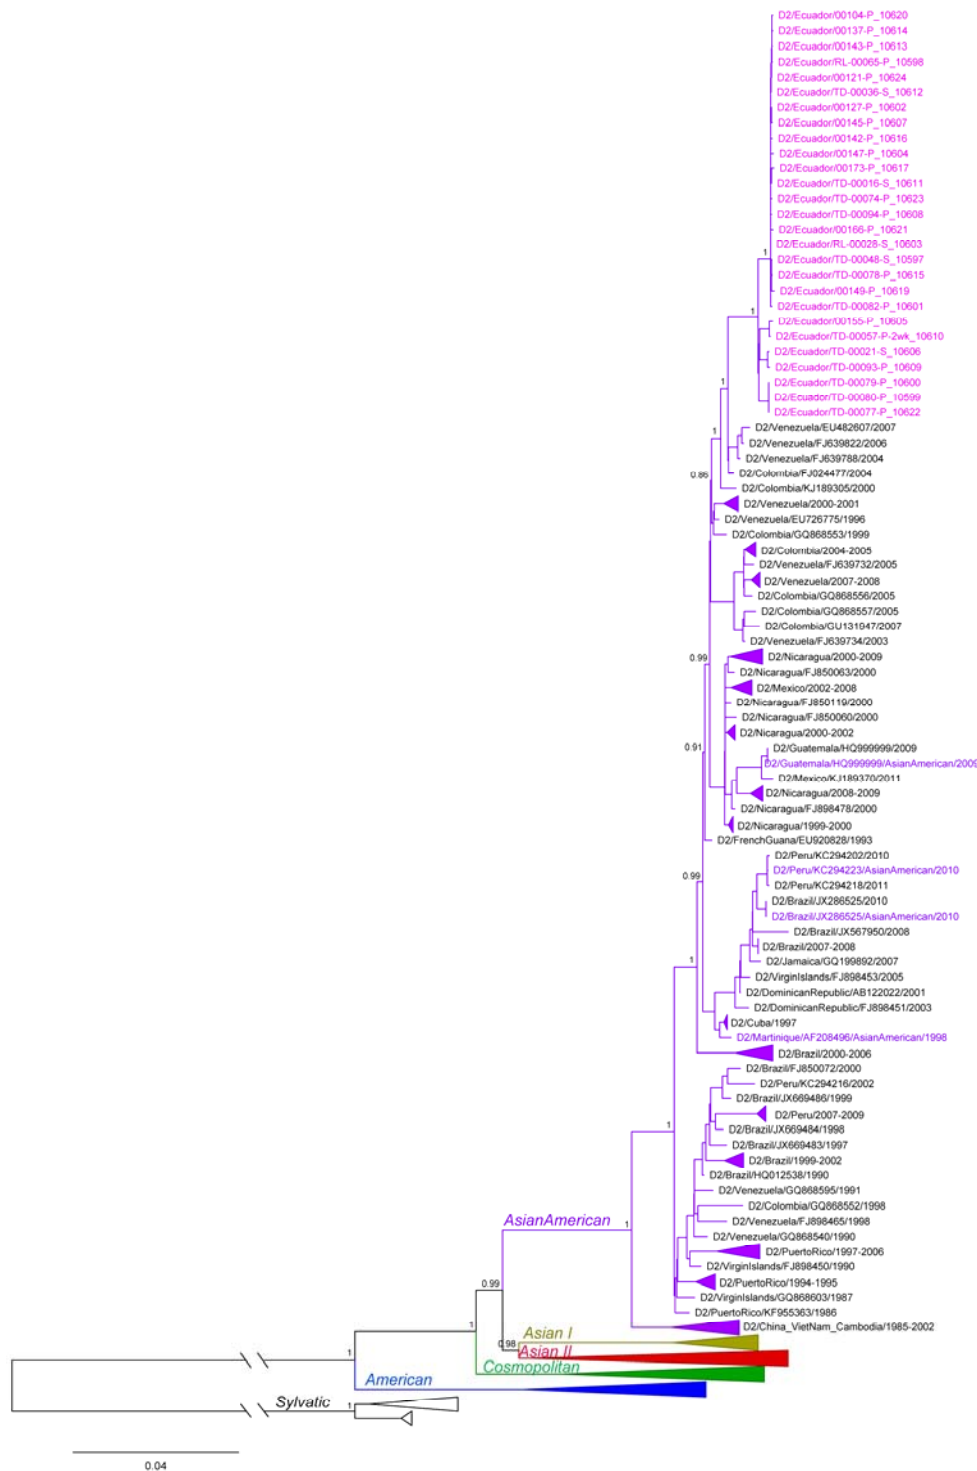 D2/Ecuador/00104-P_10620
D2/Ecuador/00137-P_10614
D2/Ecuador/00143-P_10613
D2/Ecuador/RL-00065-P_10598
D2/Ecuador/00121-P_10624
D2/Ecuador/TD-00036-S_10612
D2/Ecuador/00127-P_10602
D2/Ecuador/00145-P_10607
D2/Ecuador/00142-P_10616
D2/Ecuador/00147-P_10604
D2/Ecuador/00173-P_10617
D2/Ecuador/TD-00016-S_10611
D2/Ecuador/TD-00074-P_10623
D2/Ecuador/TD-00094-P_10608
D2/Ecuador/00166-P_10621
D2/Ecuador/RL-00028-S_10603
D2/Ecuador/TD-00048-S_10597
1
D2/Ecuador/TD-00078-P_10615
D2/Ecuador/00149-P_10619
D2/Ecuador/TD-00082-P_10601
1
D2/Ecuador/00155-P_10605
D2/Ecuador/TD-00057-P-2wk_10610
D2/Ecuador/TD-00021-S_10606
D2/Ecuador/TD-00093-P_10609
D2/Ecuador/TD-00079-P_10600
D2/Ecuador/TD-00080-P_10599
D2/Ecuador/TD-00077-P_10622
1
D2/Venezuela/EU482607/2007
1
D2/Venezuela/FJ639822/2006
D2/Venezuela/FJ639788/2004
D2/Colombia/FJ024477/2004
0.86
D2/Colombia/KJ189305/2000
D2/Venezuela/2000-2001
D2/Venezuela/EU726775/1996
D2/Colombia/GQ868553/1999
D2/Colombia/2004-2005
D2/Venezuela/FJ639732/2005
D2/Venezuela/2007-2008
D2/Colombia/GQ868556/2005
D2/Colombia/GQ868557/2005
D2/Colombia/GU131947/2007
D2/Venezuela/FJ639734/2003
0.99
D2/Nicaragua/2000-2009
D2/Nicaragua/FJ850063/2000
D2/Mexico/2002-2008
D2/Nicaragua/FJ850119/2000
D2/Nicaragua/FJ850060/2000
D2/Nicaragua/2000-2002
0.91
D2/Guatemala/HQ999999/2009
D2/Guatemala/HQ999999/AsianAmerican/2009
D2/Mexico/KJ189370/2011
D2/Nicaragua/2008-2009
D2/Nicaragua/FJ898478/2000
D2/Nicaragua/1999-2000
D2/FrenchGuana/EU920828/1993
D2/Peru/KC294202/2010
D2/Peru/KC294223/AsianAmerican/2010
0.99
D2/Peru/KC294218/2011
D2/Brazil/JX286525/2010
D2/Brazil/JX286525/AsianAmerican/2010
D2/Brazil/JX567950/2008
D2/Brazil/2007-2008
1
D2/Jamaica/GQ199892/2007
D2/VirginIslands/FJ898453/2005
D2/DominicanRepublic/AB122022/2001
D2/DominicanRepublic/FJ898451/2003
D2/Cuba/1997
D2/Martinique/AF208496/AsianAmerican/1998
D2/Brazil/2000-2006
D2/Brazil/FJ850072/2000
D2/Peru/KC294216/2002
D2/Brazil/JX669486/1999
D2/Peru/2007-2009
1
D2/Brazil/JX669484/1998
D2/Brazil/JX669483/1997
D2/Brazil/1999-2002
D2/Brazil/HQ012538/1990
D2/Venezuela/GQ868595/1991
D2/Colombia/GQ868552/1998
AsianAmerican
1
D2/Venezuela/FJ898465/1998
D2/Venezuela/GQ868540/1990
D2/PuertoRico/1997-2006
D2/VirginIslands/FJ898450/1990
0.99
D2/PuertoRico/1994-1995
D2/VirginIslands/GQ868603/1987
D2/PuertoRico/KF955363/1986
1
D2/China_VietNam_Cambodia/1985-2002
Asian I
0.98
Asian II
1
Cosmopolitan
American
Sylvatic
1
0.04